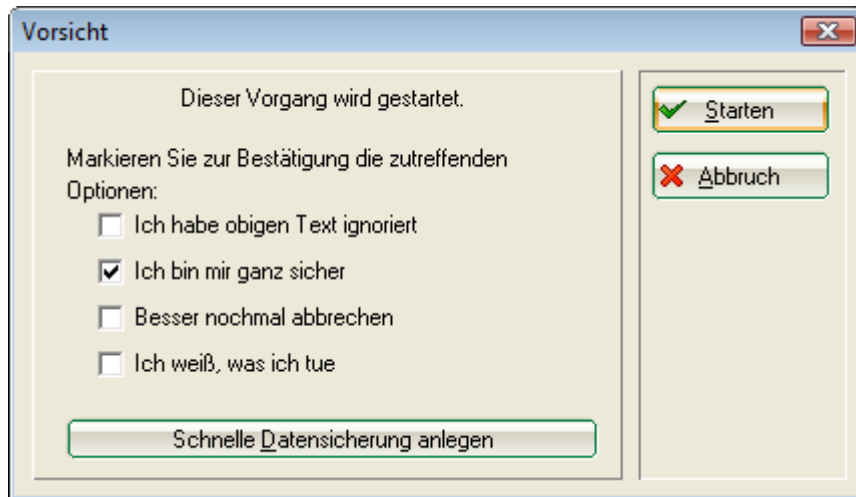 Vorsicht
Dieser Vorgang wird gestartet.
Markieren Sie zur Bestätigung die zutreffenden
Optionen:
Ich habe obigen Text ignoriert
Ich bin mir ganz sicher
Besser nochmal abbrechen
Ich weiß, was ich tue
Schnelle Datensicherung anlegen
Starten
Abbruch